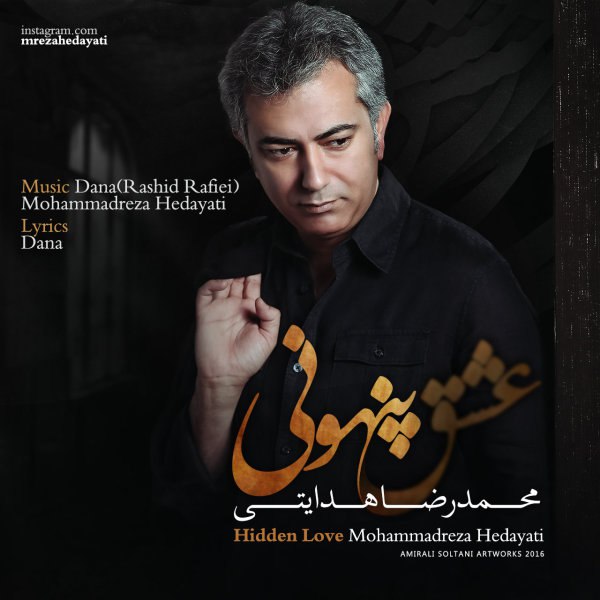 instagram.com
mrezahedayati
Music Dana(Rashid Rafiei)
Mohammadreza Hedayati
Lyrics
Dana
عشق پنهونی
محمدرضا هدایتی
Hidden Love Mohammadreza Hedayati
AMIRALI SOLTANI ARTWORKS 2016